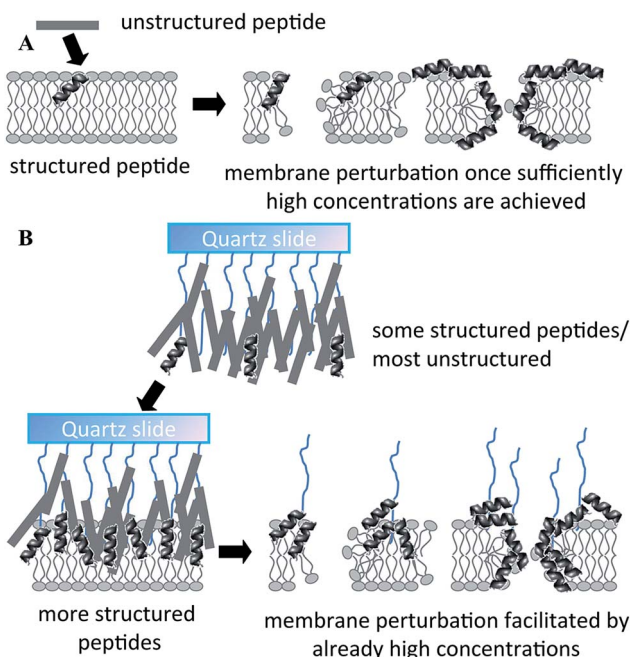 unstructured peptide
A
structured peptide
membrane perturbation once sufficiently
high concentrations are achieved
B
Quartz slide
some structured peptides/
most unstructured
Quartz slide
more structured
peptides
membrane perturbation facilitated by
already high concentrations